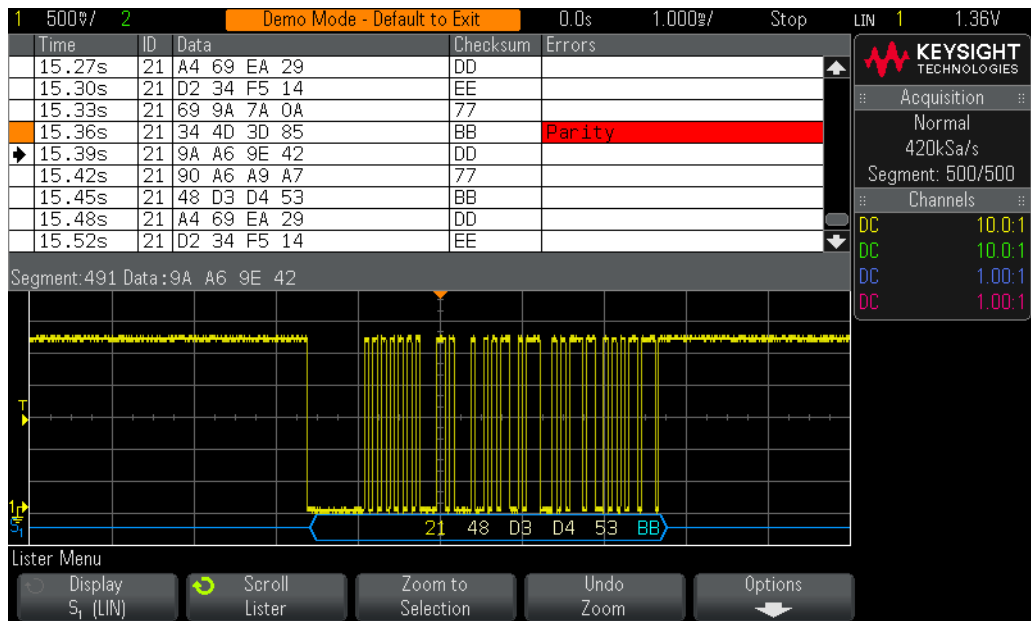 1 500mV/ 2 Demo Mode - Default to Exit 0.0s 1.000s/ Stop LIN 1 1.36V
Time ID Data Checksum Errors
15.27s 21 A4 69 EA 29 DD
15.30s 21 D2 34 F5 14 EE
15.33s 21 69 9A 7A 0A 77
15.36s 21 34 4D 3D 85 BB Parity
15.39s 21 9A A6 9E 42 DD
15.42s 21 90 A6 A9 A7 77
15.45s 21 48 D3 D4 53 BB
15.48s 21 A4 69 EA 29 DD
15.52s 21 D2 34 F5 14 EE
Segment:491 Data:9A A6 9E 42
T
1
S1
21 48 D3 D4 53 BB
KEYSIGHT
TECHNOLOGIES
Acquisition
Normal
420kSa/s
Segment: 500/500
Channels
DC 10.0:1
DC 10.0:1
DC 1.00:1
DC 1.00:1
Lister Menu
Display
S1 (LIN)
Scroll
Lister
Zoom to
Selection
Undo
Zoom
Options